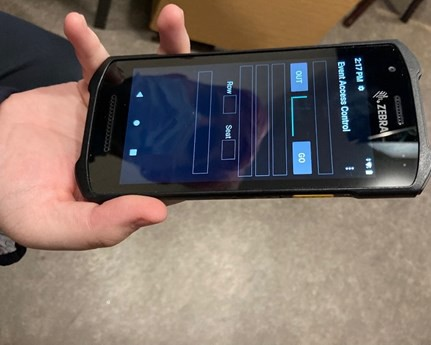 ZEBRA
2:17 PM
Event Access Control
OUT GO
Row Seat